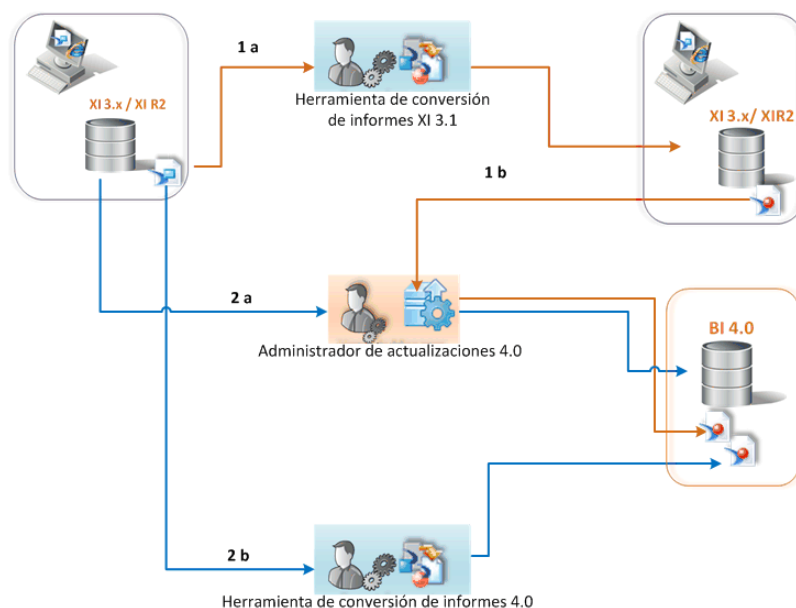 1 a
XI 3.x / XI R2
Herramienta de conversión
de informes XI 3.1
XI 3.x/ XIR2
1 b
2 a
Administrador de actualizaciones 4.0
BI 4.0
2 b
Herramienta de conversión de informes 4.0